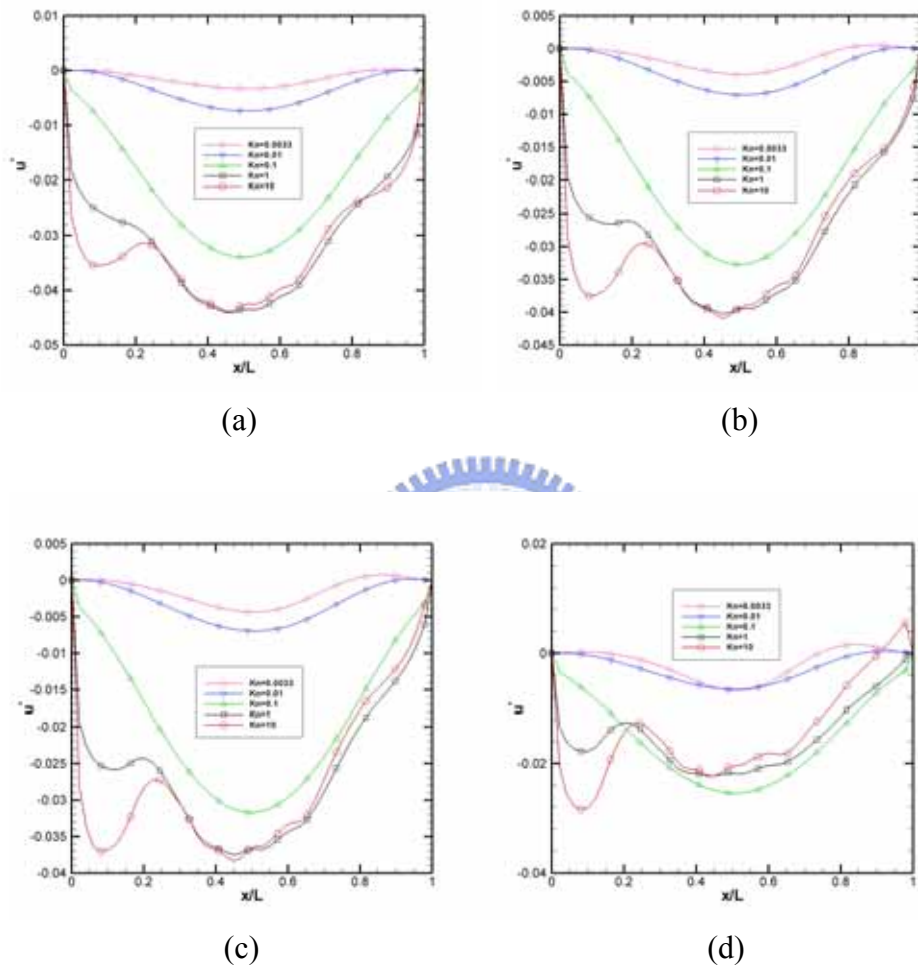 0.01
0
-0.01
-0.02
-0.03
-0.04
-0.05
u*
0
0.2
0.4
0.6
0.8
1
x/L
Kn=0.0033
Kn=0.01
Kn=0.1
Kn=1
Kn=10
(a)
0.005
0
-0.005
-0.01
-0.015
-0.02
-0.025
-0.03
-0.035
-0.04
-0.045
u*
0
0.2
0.4
0.6
0.8
x/L
Kn=0.0033
Kn=0.01
Kn=0.1
Kn=1
Kn=10
(b)
0.005
0
-0.005
-0.01
-0.015
-0.02
-0.025
-0.03
-0.035
-0.04
u*
0
0.2
0.4
0.6
0.8
1
x/L
Kn=0.0033
Kn=0.01
Kn=0.1
Kn=1
Kn=10
(c)
0.02
0
-0.02
-0.04
u*
0
0.2
0.4
0.6
0.8
1
x/L
Kn=0.0033
Kn=0.01
Kn=0.1
Kn=1
Kn=10
(d)